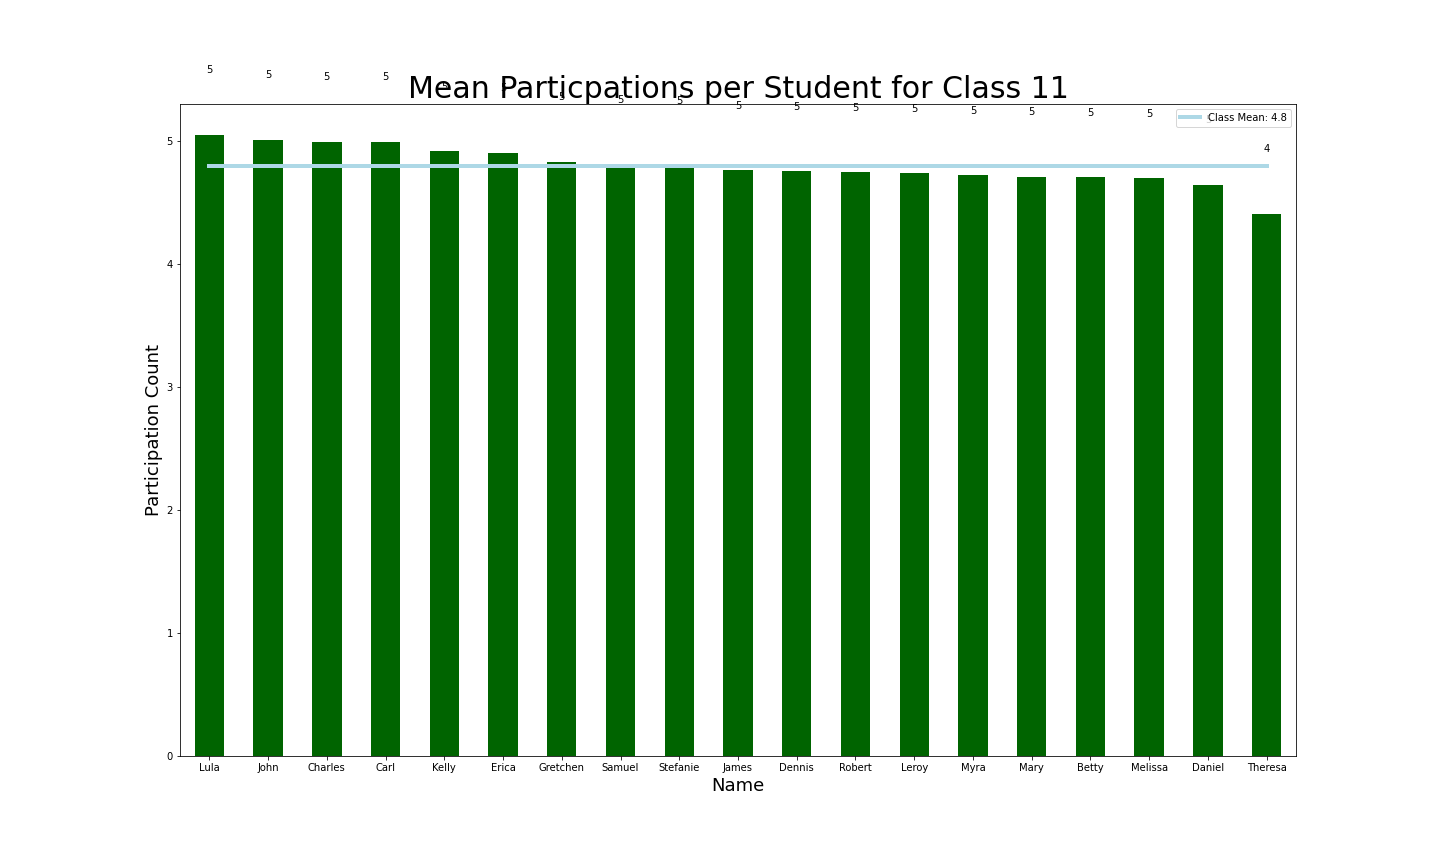 5 5 5 5
Mean Particpations per Student for Class 11
5 5 5 5 5 5 5 5 5 5 5
Class Mean: 4.8
4
5
4
3
2
1
0
Participation Count
Lula John Charles Carl Kelly Erica Gretchen Samuel Stefanie James Dennis Robert Leroy Myra Mary Betty Melissa Daniel Theresa
Name